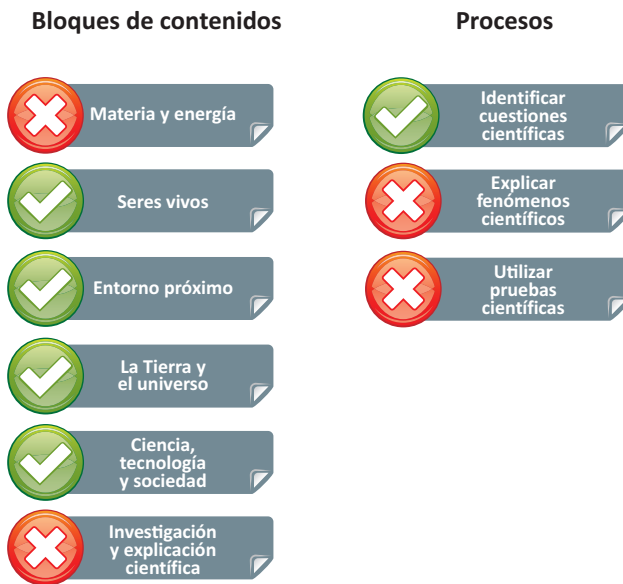 Bloques de contenidos
Materia y energía
Seres vivos
Entorno próximo
La Tierra y
el universo
Ciencia,
tecnología
y sociedad
Investigación
y explicación
científica
Procesos
Identificar
cuestiones
científicas
Explicar
fenómenos
científicos
Utilizar
pruebas
científicas